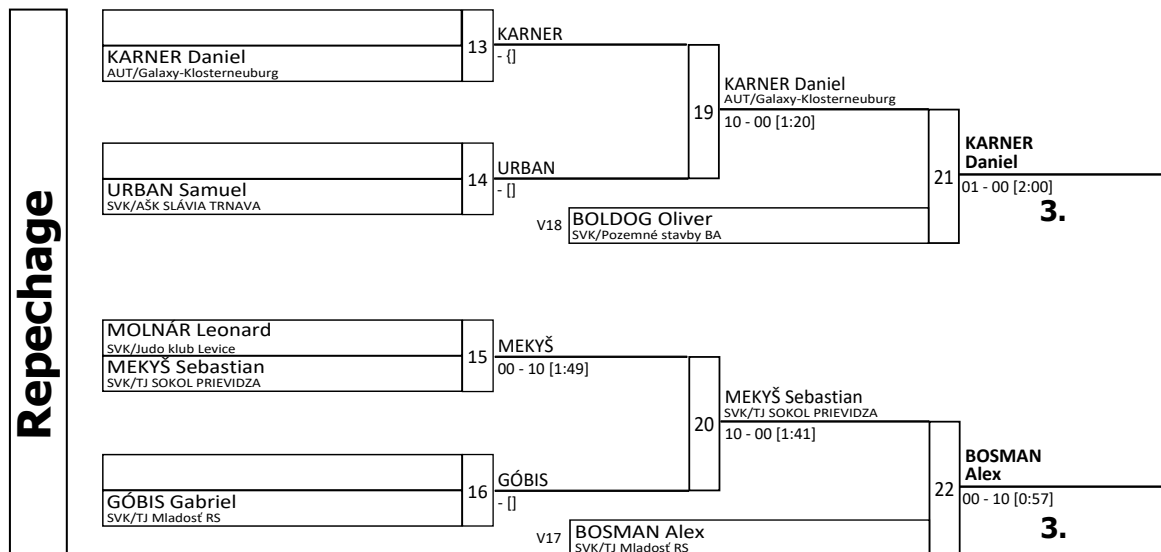 Repechage
KARNER Daniel
AUT/Galaxy-Klosterneuburg
13
KARNER
- {]
URBAN Samuel
SVK/AŠK SLÁVIA TRNAVA
14
URBAN
- []
19
KARNER Daniel
AUT/Galaxy-Klosterneuburg
10 - 00 [1:20]
V18
BOLDOG Oliver
SVK/Pozemné stavby BA
21
KARNER
Daniel
01 - 00 [2:00]
3.
MOLNÁR Leonard
SVK/Judo klub Levice
MEKYŠ Sebastian
SVK/TJ SOKOL PRIEVIDZA
15
MEKYŠ
00 - 10 [1:49]
GÓBIS Gabriel
SVK/TJ Mladosť RS
16
GÓBIS
- []
20
MEKYŠ Sebastian
SVK/TJ SOKOL PRIEVIDZA
10 - 00 [1:41]
V17
BOSMAN Alex
SVK/TJ Mladosť RS
22
BOSMAN
Alex
00 - 10 [0:57]
3.